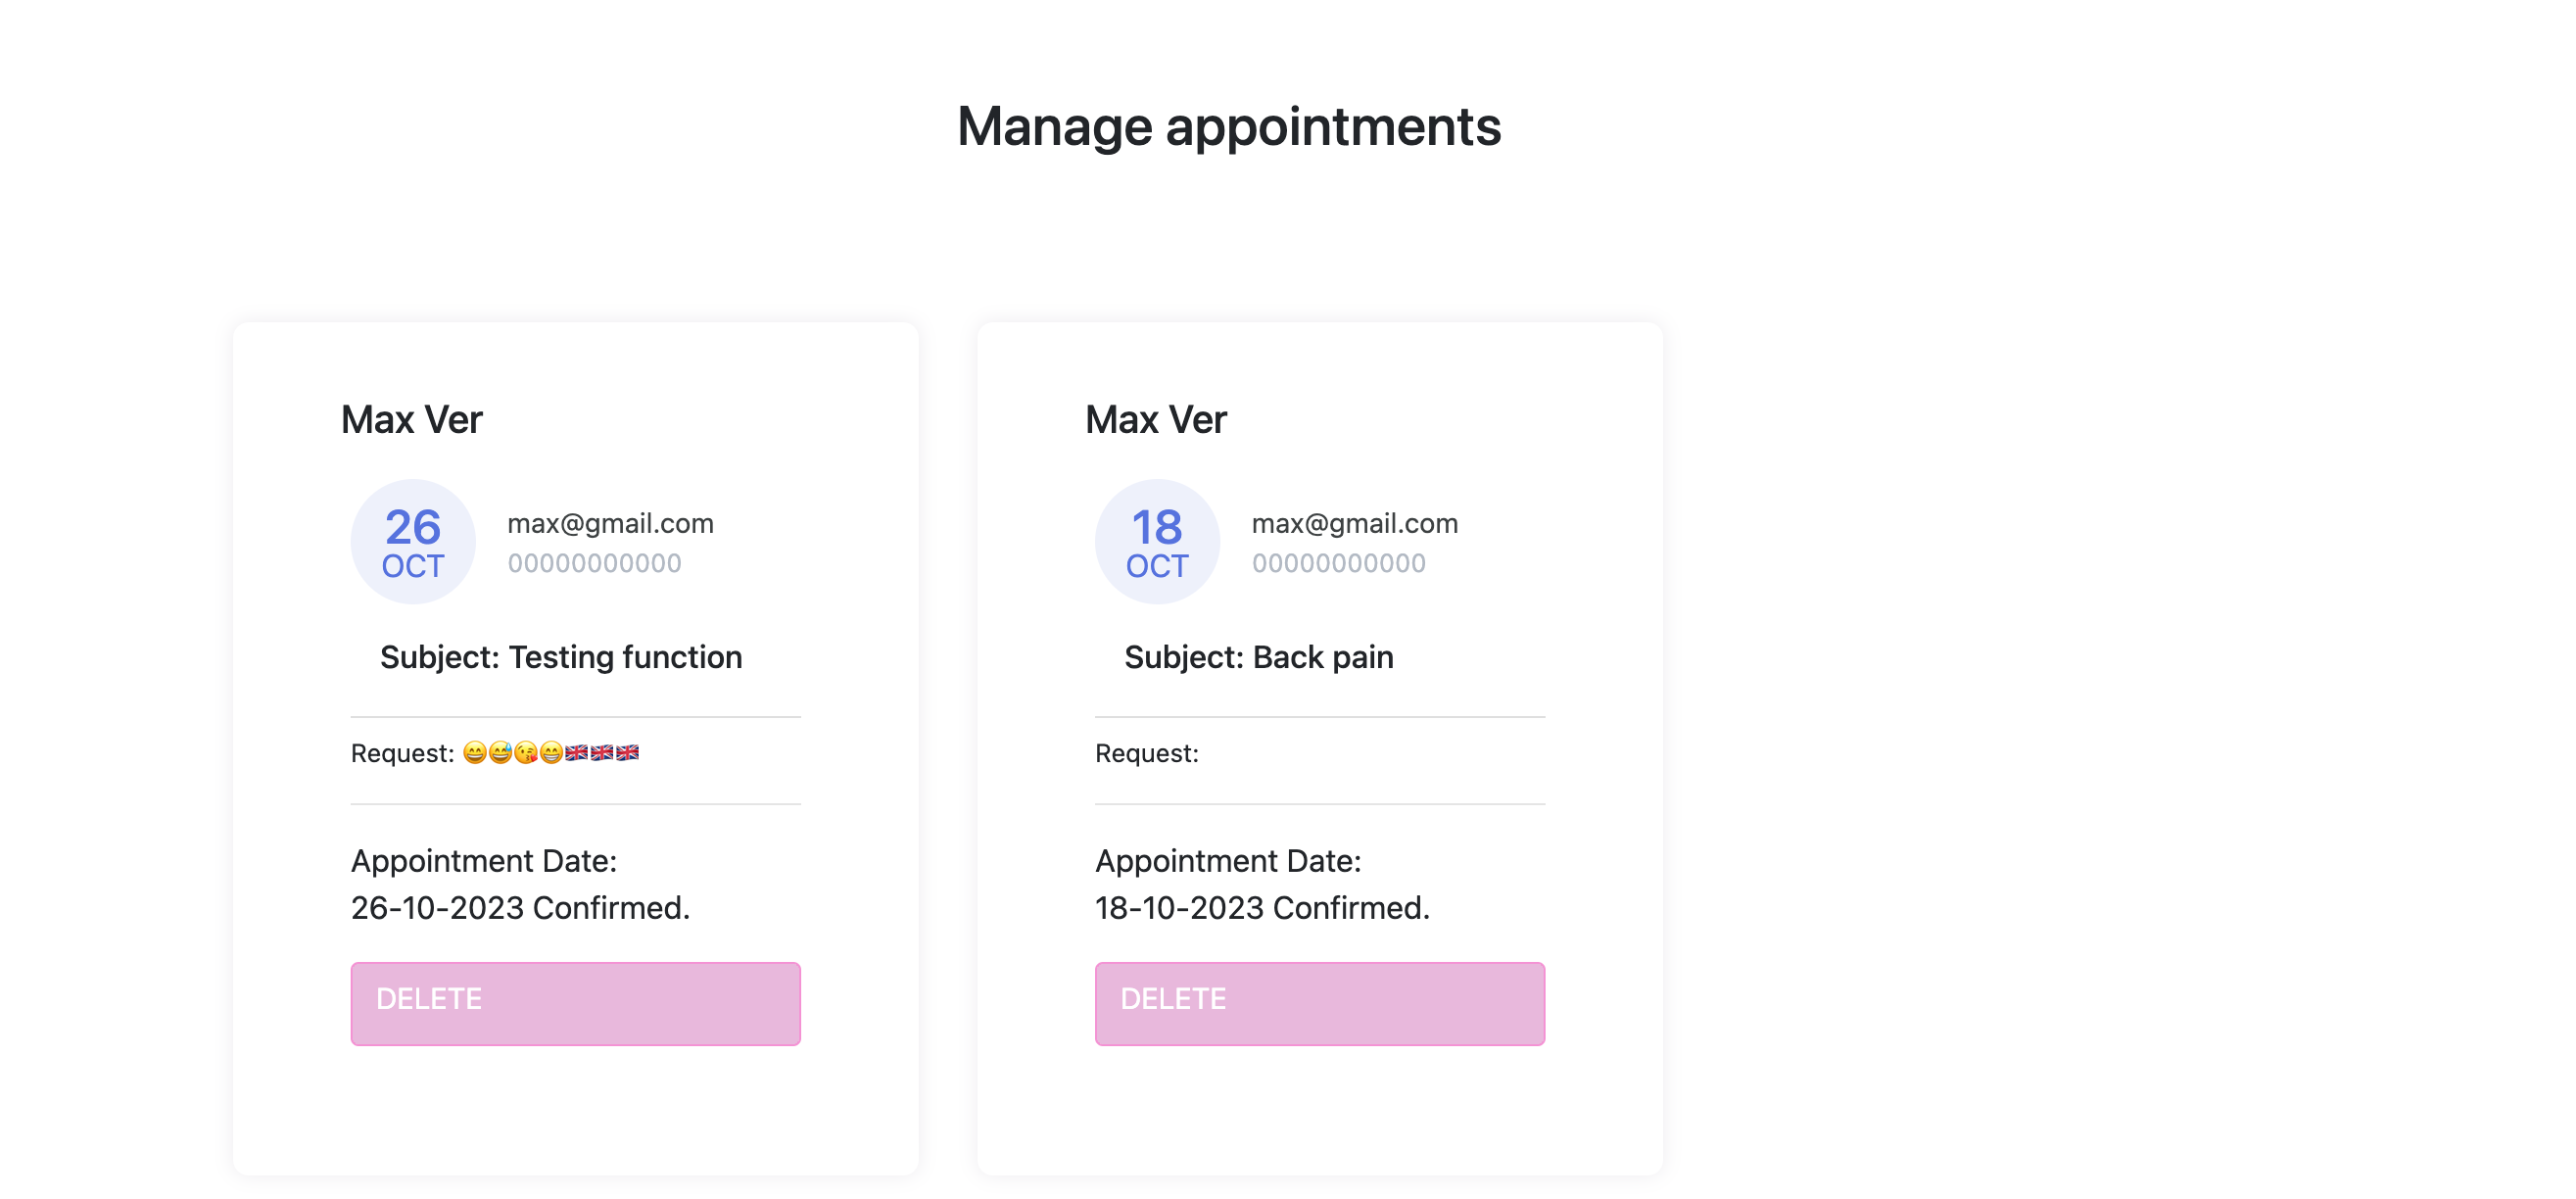 Manage appointments
Max Ver
26
OCT
max@gmail.com
00000000000
Subject: Testing function
Request: 😄😅😘😁🇬🇧🇬🇧🇬🇧
Appointment Date:
26-10-2023 Confirmed.
DELETE
Max Ver
18
OCT
max@gmail.com
00000000000
Subject: Back pain
Request:
Appointment Date:
18-10-2023 Confirmed.
DELETE